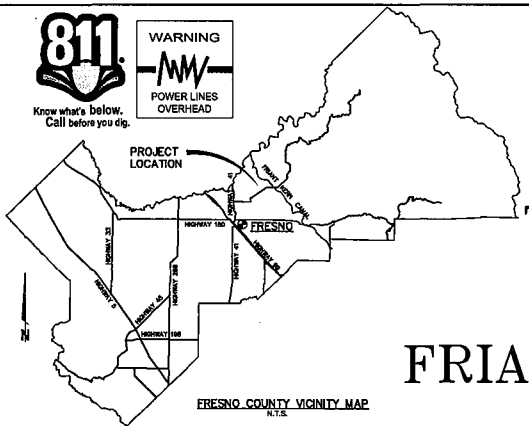 811.
Know what's below.
Call before you dig.
WARNING
POWER LINES
OVERHEAD
PROJECT
LOCATION
HIGHWAY 41
FRIANT KERN CANAL
HIGHWAY 33
HIGHWAY 180
FRESNO
HIGHWAY 41
HIGHWAY 99
HIGHWAY 5
HIGHWAY
HIGHWAY
HIGHWAY 198
N
FRIA
FRESNO COUNTY VICINITY MAP
N.T.S.